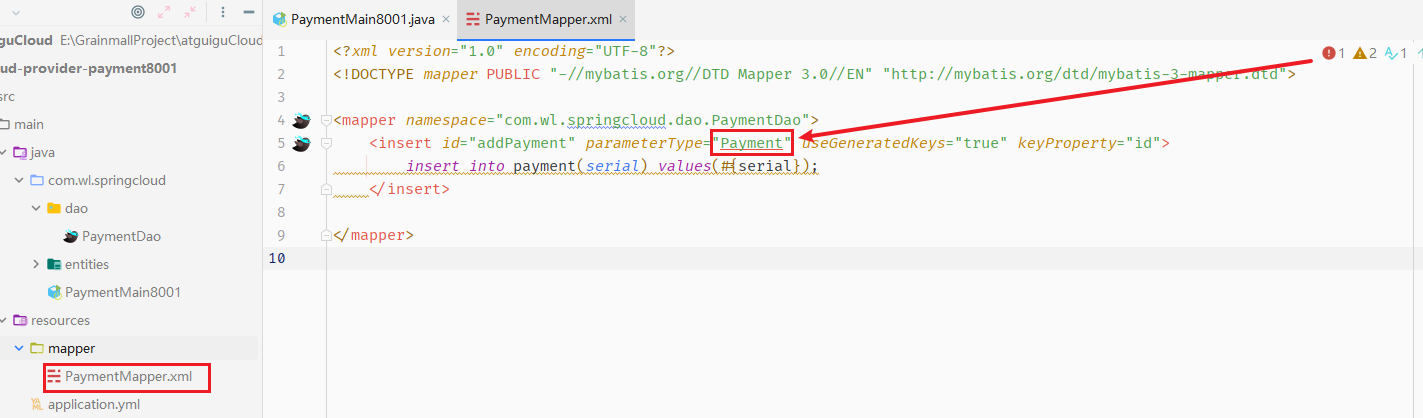 guCloud E:\GrainmallProject\atguiguCloud
ud-provider-payment8001
src
main
java
com.wl.springcloud
dao
PaymentDao
entities
PaymentMain8001
resources
mapper
PaymentMapper.xml
application.yml
PaymentMain8001.java × PaymentMapper.xml ×
1 <?xml version="1.0" encoding="UTF-8"?>
2 <!DOCTYPE mapper PUBLIC "-//mybatis.org//DTD Mapper 3.0//EN" "http://mybatis.org/dtd/mybatis-3-mapper.dtd">
3
4 <mapper namespace="com.wl.springcloud.dao.PaymentDao">
5 <insert id="addPayment" parameterType="Payment" useGeneratedKeys="true" keyProperty="id">
6 insert into payment(serial) values(#{serial});
7 </insert>
8
9 </mapper>
10
1 2 1